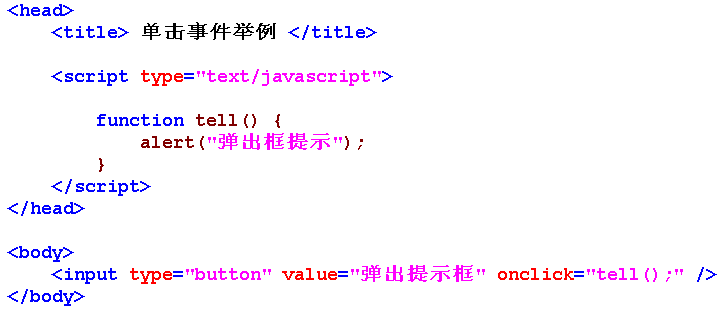 <head>
    <title> 单击事件举例 </title>

    <script type="text/javascript">

        function tell() {
            alert("弹出框提示");
        }
    </script>
</head>

<body>
    <input type="button" value="弹出提示框" onclick="tell();" />
</body>